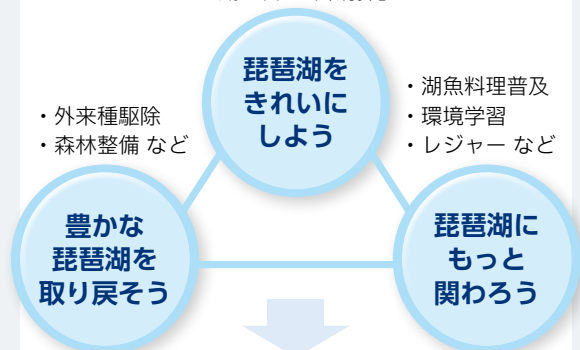 琵琶湖を
きれいに
しよう
・外来種駆除
・森林整備 など
・湖魚料理普及
・環境学習
・レジャー など
豊かな
琵琶湖を
取り戻そう
琵琶湖に
もっと
関わろう